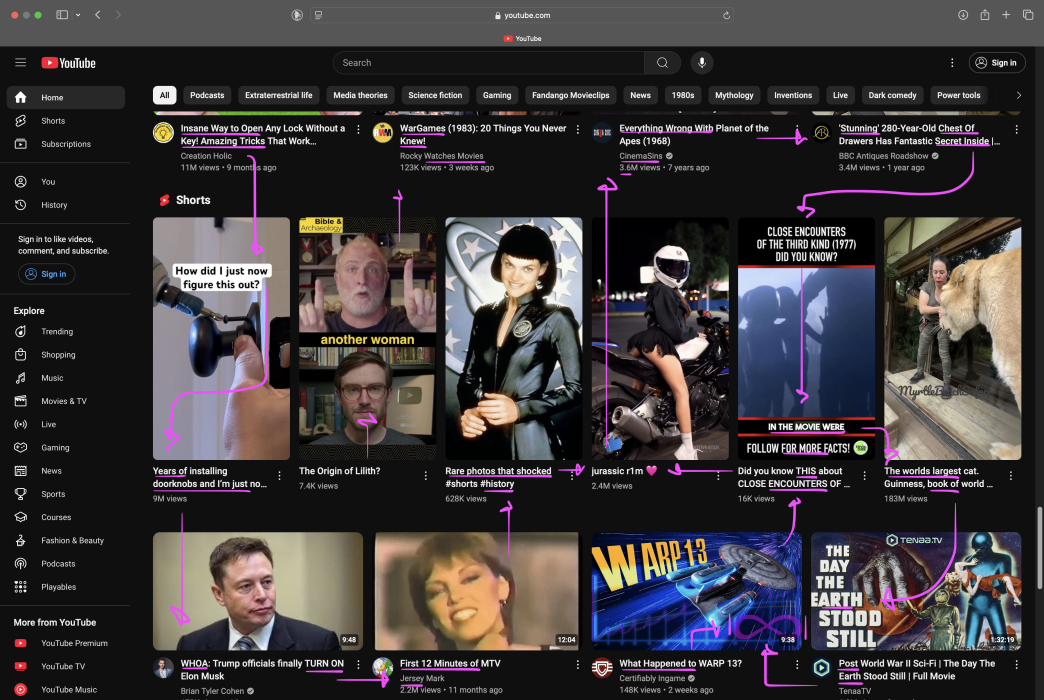 youtube.com
YouTube
YouTube
Search
Sign in
Home
Shorts
Subscriptions
You
History
Sign in to like videos,
comment, and subscribe.
Sign in
Explore
Trending
Shopping
Music
Movies & TV
Live
Gaming
News
Sports
Courses
Fashion & Beauty
Podcasts
Playables
More from YouTube
YouTube Premium
YouTube TV
YouTube Music
All
Podcasts
Extraterrestrial life
Media theories
Science fiction
Gaming
Fandango Movieclips
News
1980s
Mythology
Inventions
Live
Dark comedy
Power tools
Insane Way to Open Any Lock Without a
Key! Amazing Tricks That Work...
Creation Holic
11M views • 9 months ago
WarGames (1983): 20 Things You Never
Knew!
Rocky Watches Movies
123K views • 3 weeks ago
Everything Wrong With Planet of the
Apes (1968)
CinemaSins
3.6M views • 7 years ago
'Stunning' 280-Year-Old Chest Of
Drawers Has Fantastic Secret Inside |...
BBC Antiques Roadshow
3.4M views • 1 year ago
Shorts
How did I just now
figure this out?
Years of installing
doorknobs and I'm just no...
9M views
Bible &
Archaeology
another woman
The Origin of Lilith?
7.4K views
Rare photos that shocked
#shorts #history
628K views
jurassic r1m
2.4M views
CLOSE ENCOUNTERS
OF THE THIRD KIND (1977)
DID YOU KNOW?
IN THE MOVIE WERE
FOLLOW FOR MORE FACTS!
Did you know THIS about
CLOSE ENCOUNTERS OF ...
16K views
The worlds largest cat.
Guinness, book of world ...
183M views
9:48
WHOA: Trump officials finally TURN ON
Elon Musk
Brian Tyler Cohen
12:04
First 12 Minutes of MTV
Jersey Mark
2.2M views • 11 months ago
WARP 1-3
9:38
What Happened to WARP 13?
Certifiably Ingame
148K views • 2 weeks ago
TENAA.TV
THE
DAY
THE
EARTH
STOOD
STILL
1:32:19
Post World War II Sci-Fi | The Day The
Earth Stood Still | Full Movie
TenaaTV